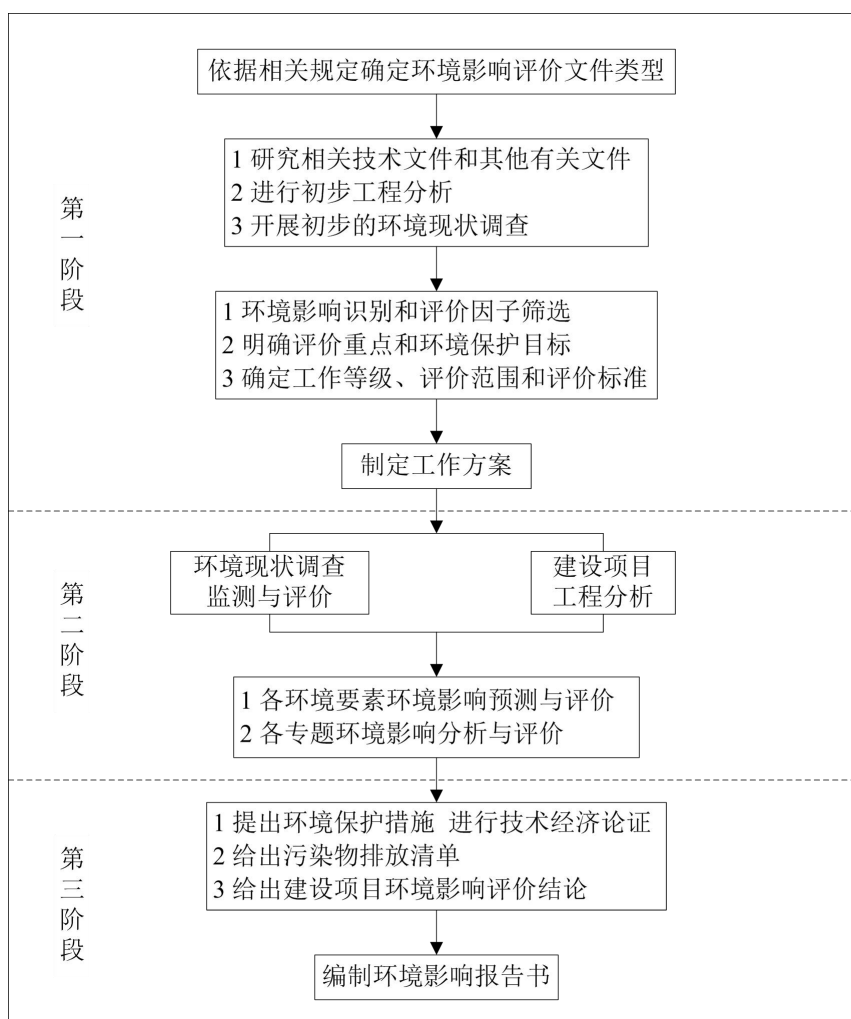 依据相关规定确定环境影响评价文件类型
第一阶段
1 研究相关技术文件和其他有关文件
2 进行初步工程分析
3 开展初步的环境现状调查
1 环境影响识别和评价因子筛选
2 明确评价重点和环境保护目标
3 确定工作等级、评价范围和评价标准
制定工作方案
第二阶段
环境现状调查
监测与评价
建设项目
工程分析
1 各环境要素环境影响预测与评价
2 各专题环境影响分析与评价
第三阶段
1 提出环境保护措施 进行技术经济论证
2 给出污染物排放清单
3 给出建设项目环境影响评价结论
编制环境影响报告书